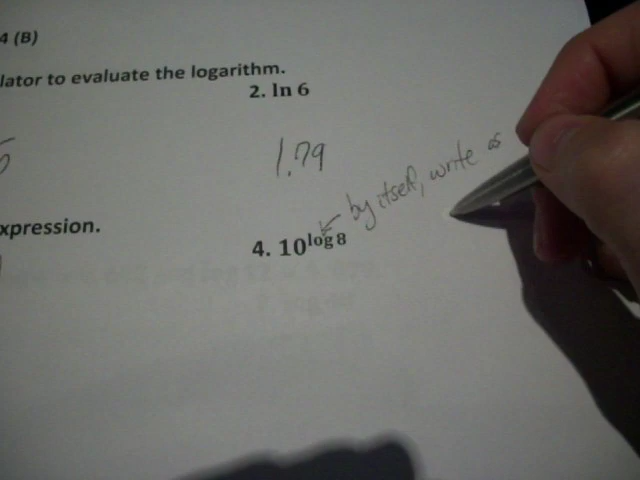 4 (B)
lator to evaluate the logarithm.
2. ln 6
1.79
by itself, write as
xpression.
4. 10^log 8